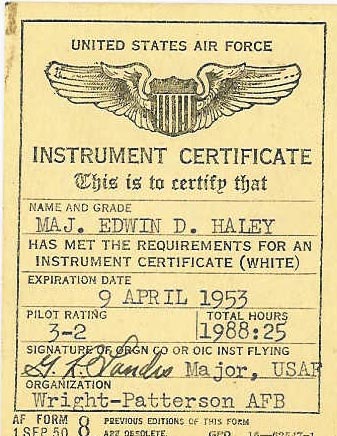 UNITED STATES AIR FORCE
INSTRUMENT CERTIFICATE
This is to certify that
NAME AND GRADE
MAJ. EDWIN D. HALEY
HAS MET THE REQUIREMENTS FOR AN
INSTRUMENT CERTIFICATE (WHITE)
EXPIRATION DATE
9 APRIL 1953
PILOT RATING TOTAL HOURS
3-2 1988:25
SIGNATURE OF ORGN CO OR OIC INST FLYING
Landis Major, USAF
ORGANIZATION
Wright-Patterson AFB
AF FORM 8 PREVIOUS EDITIONS OF THIS FORM
1 SEP 50 ARE OBSOLETE. GPO